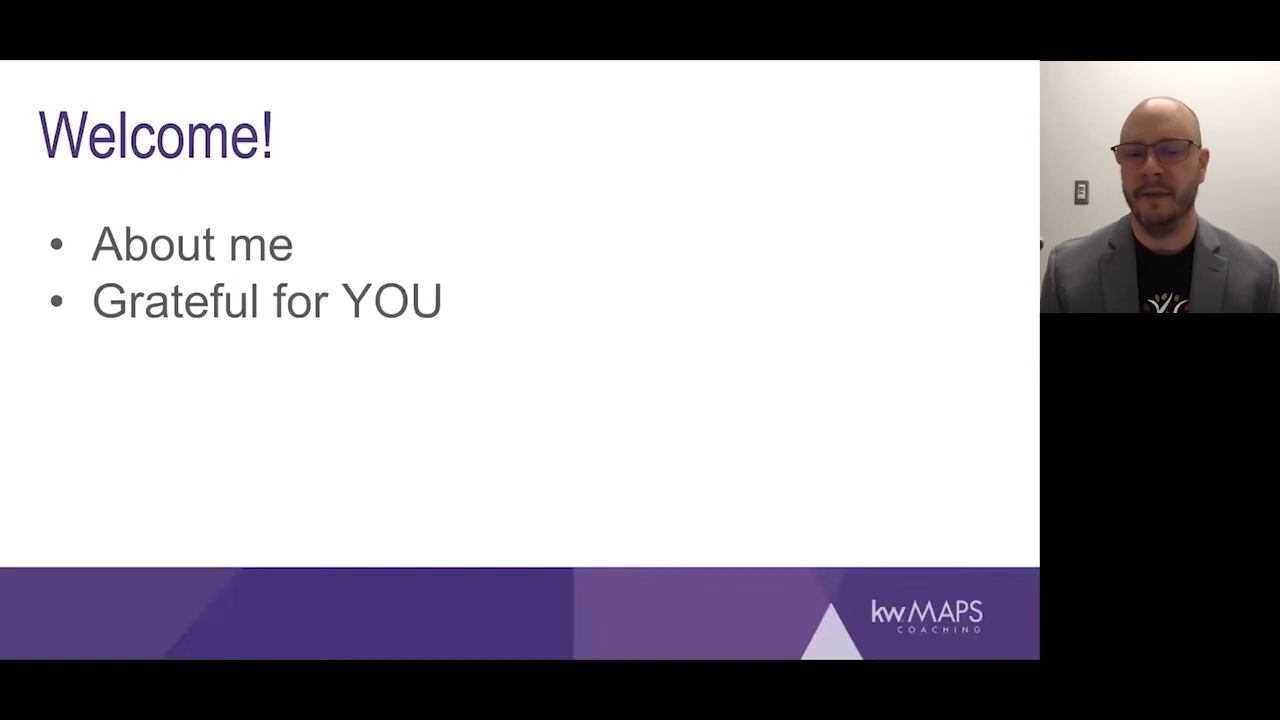 Welcome!
• About me
• Grateful for YOU
kw MAPS
COACHING